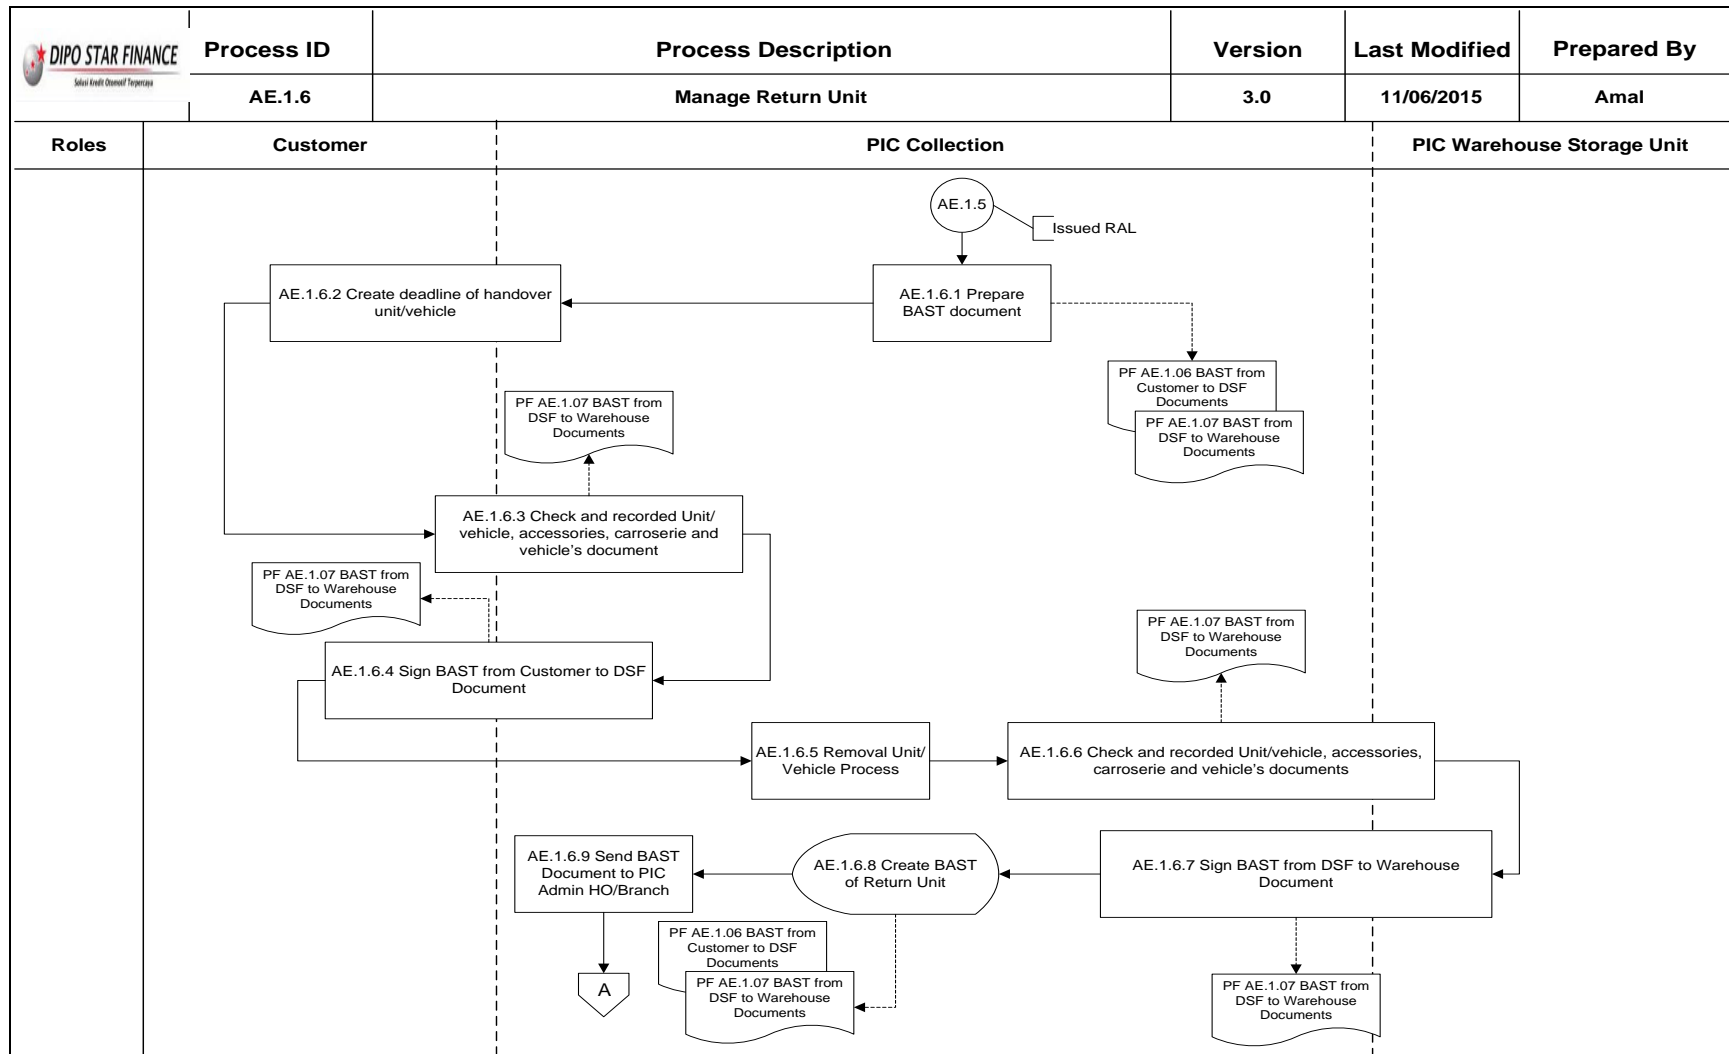 DIPO STAR FINANCE
Solusi Kredit Otomotif Terpercaya
Process ID
Process Description
Version
Last Modified
Prepared By
AE.1.6
Manage Return Unit
3.0
11/06/2015
Amal
Roles
Customer
PIC Collection
PIC Warehouse Storage Unit
AE.1.5
Issued RAL
AE.1.6.2 Create deadline of handover
unit/vehicle
AE.1.6.1 Prepare
BAST document
PF AE.1.06 BAST from
Customer to DSF
Documents
PF AE.1.07 BAST from
DSF to Warehouse
Documents
PF AE.1.07 BAST from
DSF to Warehouse
Documents
AE.1.6.3 Check and recorded Unit/
vehicle, accessories, carroserie and
vehicle's document
PF AE.1.07 BAST from
DSF to Warehouse
Documents
AE.1.6.4 Sign BAST from Customer to DSF
Document
PF AE.1.07 BAST from
DSF to Warehouse
Documents
AE.1.6.5 Removal Unit/
Vehicle Process
AE.1.6.6 Check and recorded Unit/vehicle, accessories,
carroserie and vehicle's documents
AE.1.6.9 Send BAST
Document to PIC
Admin HO/Branch
AE.1.6.8 Create BAST
of Return Unit
AE.1.6.7 Sign BAST from DSF to Warehouse
Document
PF AE.1.06 BAST from
Customer to DSF
Documents
PF AE.1.07 BAST from
DSF to Warehouse
Documents
A
PF AE.1.07 BAST from
DSF to Warehouse
Documents